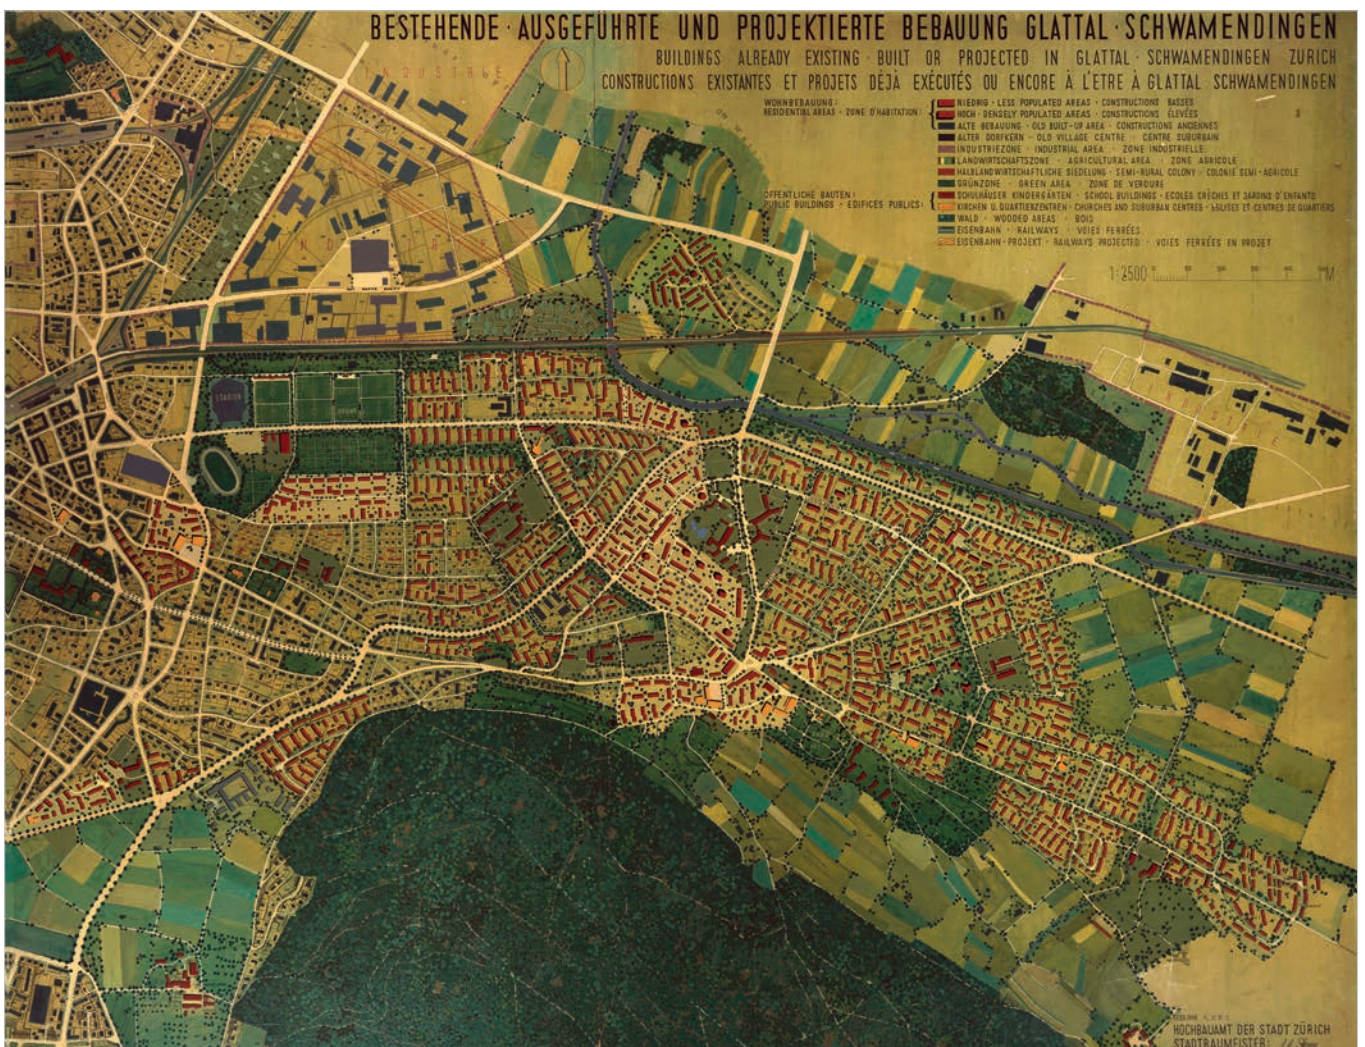 BESTEHENDE · AUSGEFÜHRTE UND PROJEKTIERTE BEBAUUNG GLATTAL · SCHWAMENDINGEN
BUILDINGS ALREADY EXISTING · BUILT OR PROJECTED IN GLATTAL · SCHWAMENDINGEN ZURICH
CONSTRUCTIONS EXISTANTES ET PROJETS DÉJÀ EXÉCUTÉS OU ENCORE À L'ETRE À GLATTAL SCHWAMENDINGEN
WOHNBEBAUUNG:
RESIDENTIAL AREAS · ZONE D'HABITATION:
NIEDRIG · LESS POPULATED AREAS · CONSTRUCTIONS BASSES
HOCH · DENSELY POPULATED AREAS · CONSTRUCTIONS ÉLEVÉES
ALTE BEBAUUNG · OLD BUILT-UP AREA · CONSTRUCTIONS ANCIENNES
ALTER DORFKERN · OLD VILLAGE CENTRE · CENTRE SUBURBAIN
INDUSTRIEZONE · INDUSTRIAL AREA · ZONE INDUSTRIELLE
LANDWIRTSCHAFTSZONE · AGRICULTURAL AREA · ZONE AGRICOLE
HALBLANDWIRTSCHAFTLICHE SIEDELUNG · SEMI-RURAL COLONY · COLONIE SEMI-AGRICOLE
GRÜNZONE · GREEN AREA · ZONE DE VERDURE
ÖFFENTLICHE BAUTEN:
PUBLIC BUILDINGS · EDIFICES PUBLICS:
SCHULHÄUSER KINDERGÄRTEN · SCHOOL BUILDINGS · ECOLES CRÈCHES ET JARDINS D'ENFANTS
KIRCHEN U. QUARTIERZENTREN · CHURCHES AND SUBURBAN CENTRES · EGLISES ET CENTRES DE QUARTIERS
WALD · WOODED AREAS · BOIS
EISENBAHN · RAILWAYS · VOIES FERRÉES
EISENBAHN-PROJEKT · RAILWAYS PROJECTED · VOIES FERRÉES EN PROJET
1:2500
M
INDUSTRIE
INDUSTRIE
INDUSTRIE
STADION
HOCHBAUAMT DER STADT ZÜRICH
STADTBAUMEISTER: